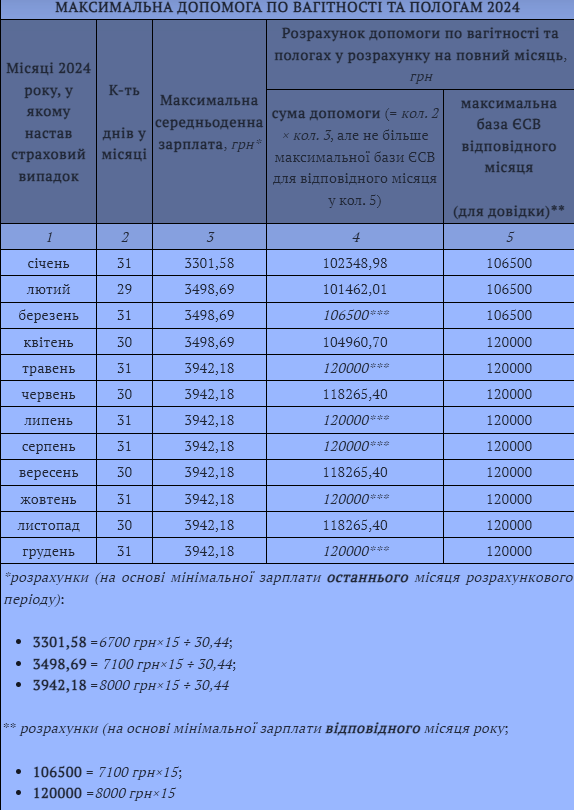 МАКСИМАЛЬНА ДОПОМОГА ПО ВАГІТНОСТІ ТА ПОЛОГАМ 2024
Місяці 2024 року, у якому настав страховий випадок
К-ть днів у місяці
Максимальна середньоденна зарплата, грн*
Розрахунок допомоги по вагітності та пологах у розрахунку на повний місяць, грн
сума допомоги (= кол. 2 × кол. 3, але не більше максимальної бази ЄСВ для відповідного місяця у кол. 5)
максимальна база ЄСВ відповідного місяця (для довідки)**
1 2 3 4 5
січень 31 3301,58 102348,98 106500
лютий 29 3498,69 101462,01 106500
березень 31 3498,69 106500*** 106500
квітень 30 3498,69 104960,70 120000
травень 31 3942,18 120000*** 120000
червень 30 3942,18 118265,40 120000
липень 31 3942,18 120000*** 120000
серпень 31 3942,18 120000*** 120000
вересень 30 3942,18 118265,40 120000
жовтень 31 3942,18 120000*** 120000
листопад 30 3942,18 118265,40 120000
грудень 31 3942,18 120000*** 120000
*розрахунки (на основі мінімальної зарплати останнього місяця розрахункового
періоду):
• 3301,58 =6700 грн×15 ÷ 30,44;
• 3498,69 = 7100 грн×15 ÷ 30,44;
• 3942,18 =8000 грн×15 ÷ 30,44
** розрахунки (на основі мінімальної зарплати відповідного місяця року;
• 106500 = 7100 грн×15;
• 120000 =8000 грн×15